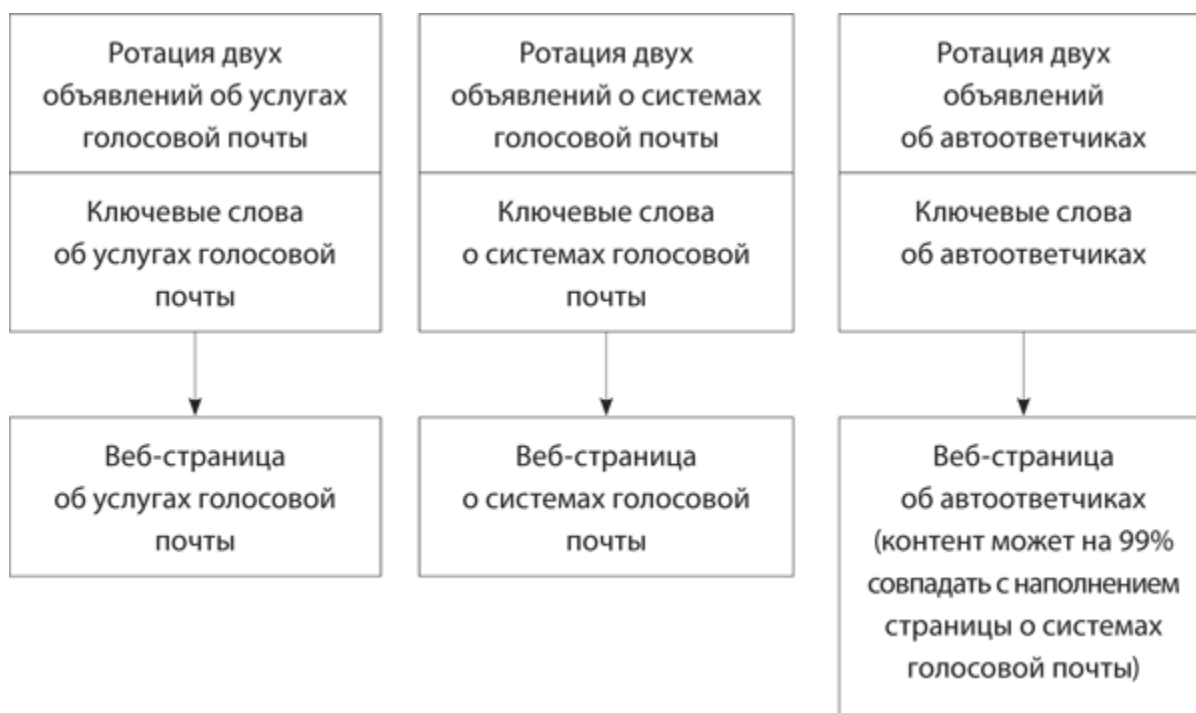 Ротация двух
объявлений об услугах
голосовой почты
Ключевые слова
об услугах голосовой
почты
Веб-страница
об услугах голосовой
почты
Ротация двух
объявлений о системах
голосовой почты
Ключевые слова
о системах голосовой
почты
Веб-страница
о системах голосовой
почты
Ротация двух
объявлений
об автоответчиках
Ключевые слова
об автоответчиках
Веб-страница
об автоответчиках
(контент может на 99%
совпадать с наполнением
страницы о системах
голосовой почты)